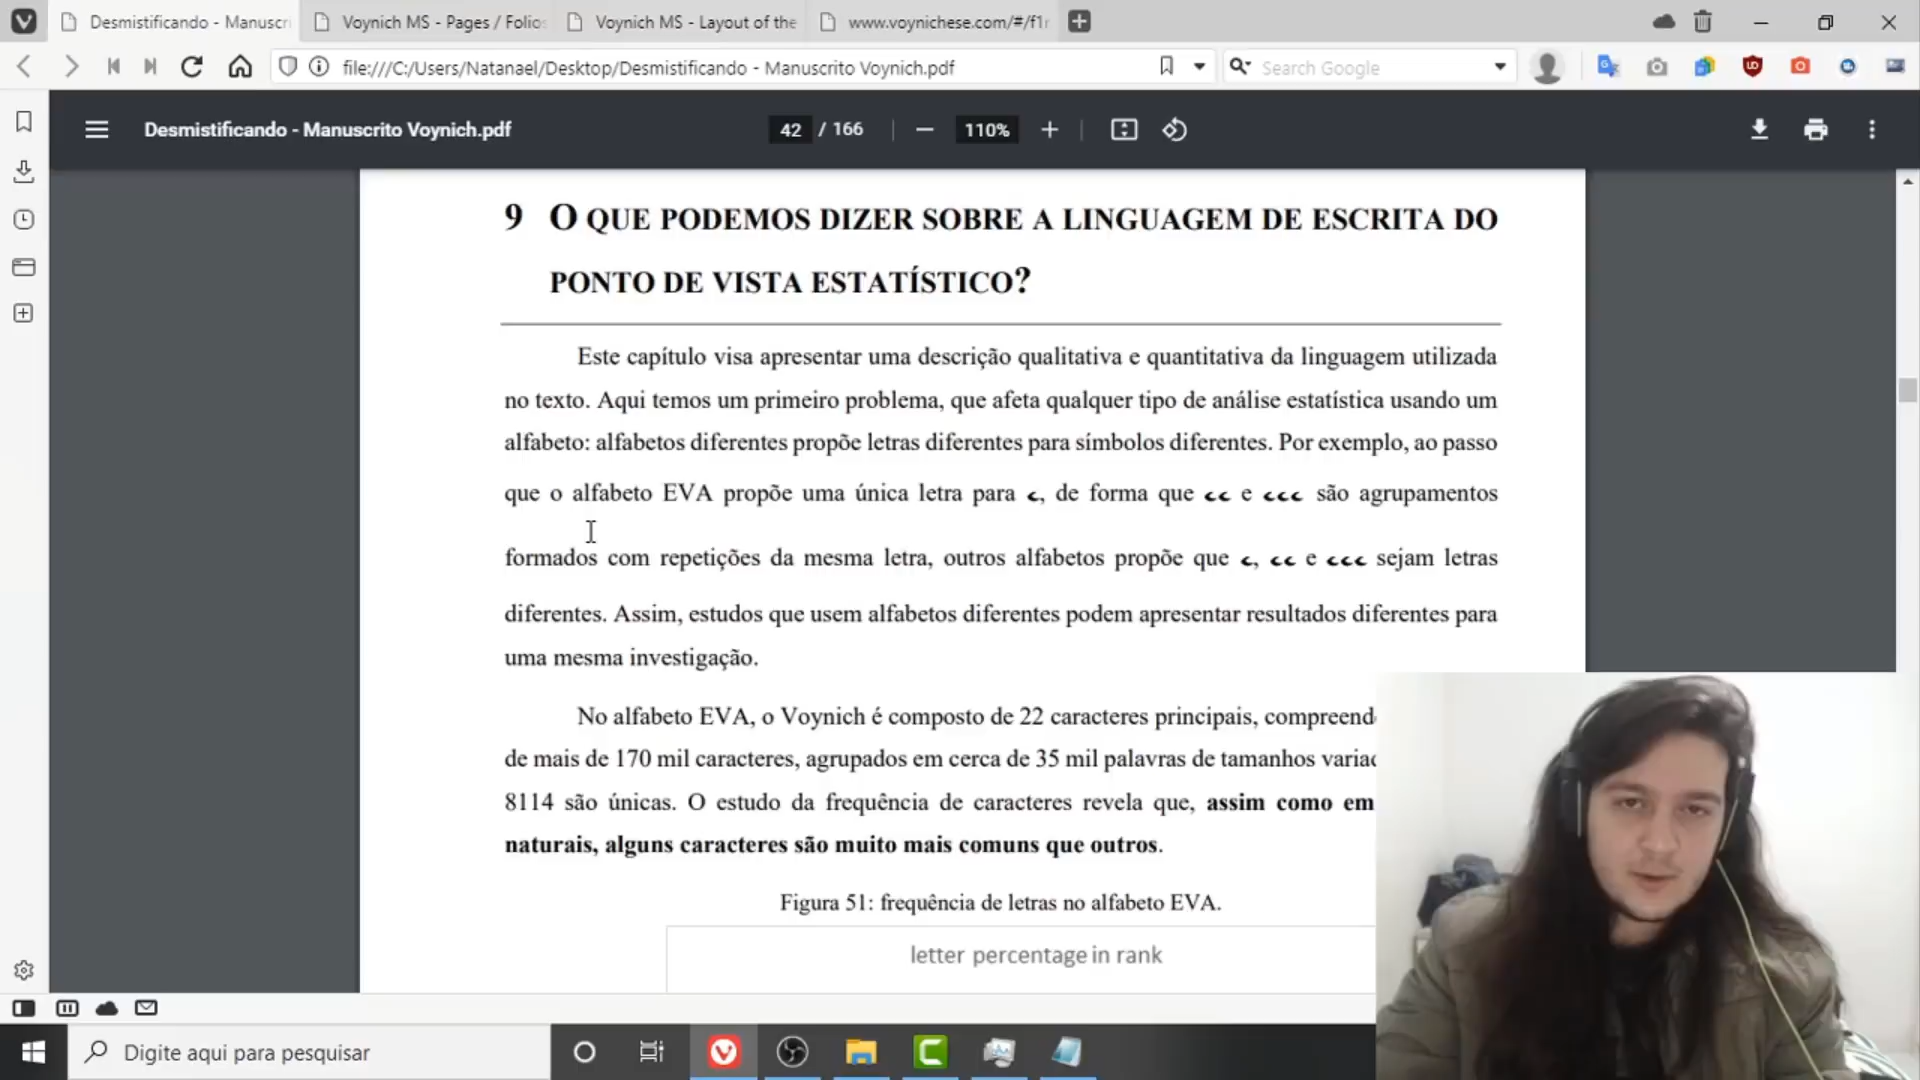 Desmistificando - Manuscri
Voynich MS - Pages / Folios
Voynich MS - Layout of the
www.voynichese.com/#/f1r
file:///C:/Users/Natanael/Desktop/Desmistificando - Manuscrito Voynich.pdf
Search Google
Desmistificando - Manuscrito Voynich.pdf
42 / 166
110%
9 O QUE PODEMOS DIZER SOBRE A LINGUAGEM DE ESCRITA DO
PONTO DE VISTA ESTATÍSTICO?
Este capítulo visa apresentar uma descrição qualitativa e quantitativa da linguagem utilizada
no texto. Aqui temos um primeiro problema, que afeta qualquer tipo de análise estatística usando um
alfabeto: alfabetos diferentes propõe letras diferentes para símbolos diferentes. Por exemplo, ao passo
que o alfabeto EVA propõe uma única letra para c, de forma que cc e ccc são agrupamentos
formados com repetições da mesma letra, outros alfabetos propõe que c, cc e ccc sejam letras
diferentes. Assim, estudos que usem alfabetos diferentes podem apresentar resultados diferentes para
uma mesma investigação.
No alfabeto EVA, o Voynich é composto de 22 caracteres principais, compreend
de mais de 170 mil caracteres, agrupados em cerca de 35 mil palavras de tamanhos variad
8114 são únicas. O estudo da frequência de caracteres revela que, assim como em
naturais, alguns caracteres são muito mais comuns que outros.
Figura 51: frequência de letras no alfabeto EVA.
letter percentage in rank
Digite aqui para pesquisar